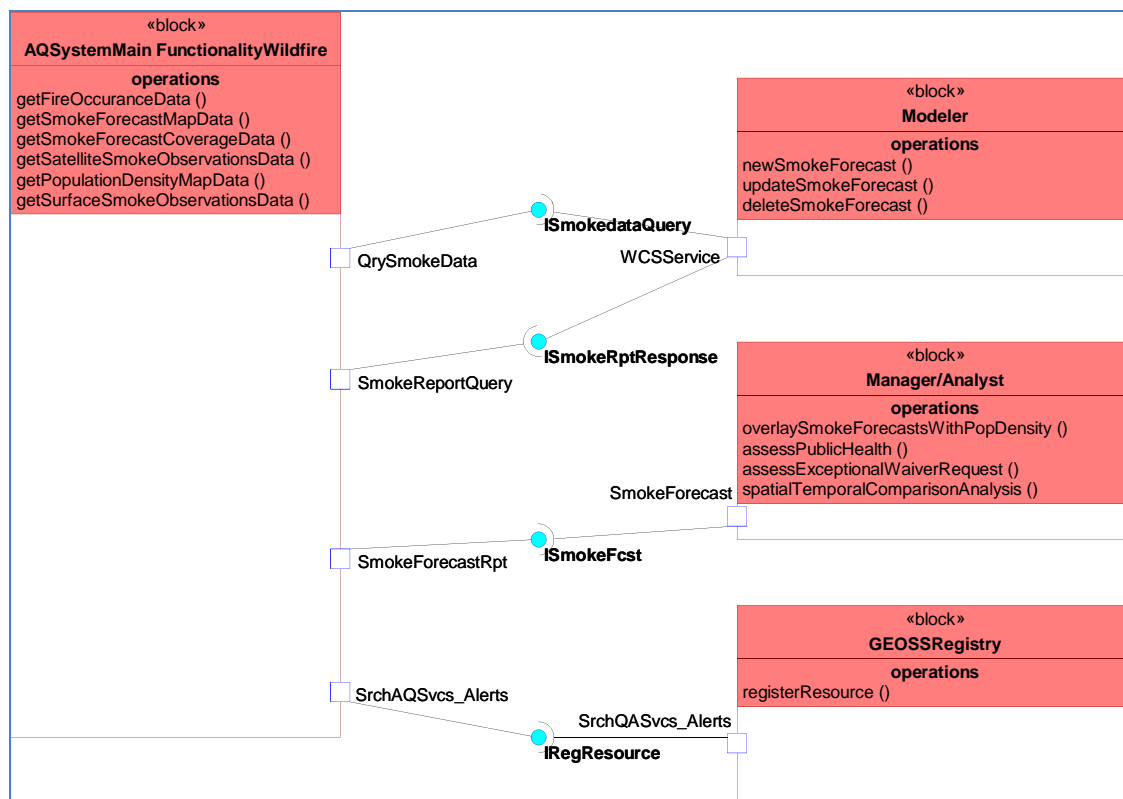 «block»
AQSystemMain FunctionalityWildfire
operations
getFireOccuranceData ()
getSmokeForecastMapData ()
getSmokeForecastCoverageData ()
getSatelliteSmokeObservationsData ()
getPopulationDensityMapData ()
getSurfaceSmokeObservationsData ()
QrySmokeData
SmokeReportQuery
SmokeForecastRpt
SrchAQSvcs_Alerts
ISmokedataQuery
ISmokeRptResponse
ISmokeFcst
IRegResource
«block»
Modeler
operations
newSmokeForecast ()
updateSmokeForecast ()
deleteSmokeForecast ()
WCSService
«block»
Manager/Analyst
operations
overlaySmokeForecastsWithPopDensity ()
assessPublicHealth ()
assessExceptionalWaiverRequest ()
spatialTemporalComparisonAnalysis ()
SmokeForecast
«block»
GEOSSRegistry
operations
registerResource ()
SrchQASvcs_Alerts